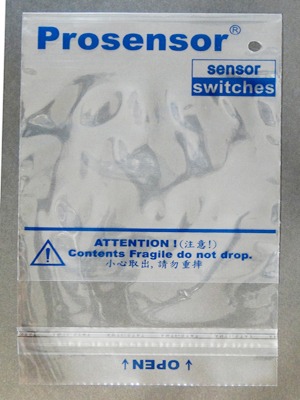 Prosensor®
sensor
switches
ATTENTION!(注意!)
Contents Fragile do not drop.
小心取出,請勿重摔
↑ OPEN ↑